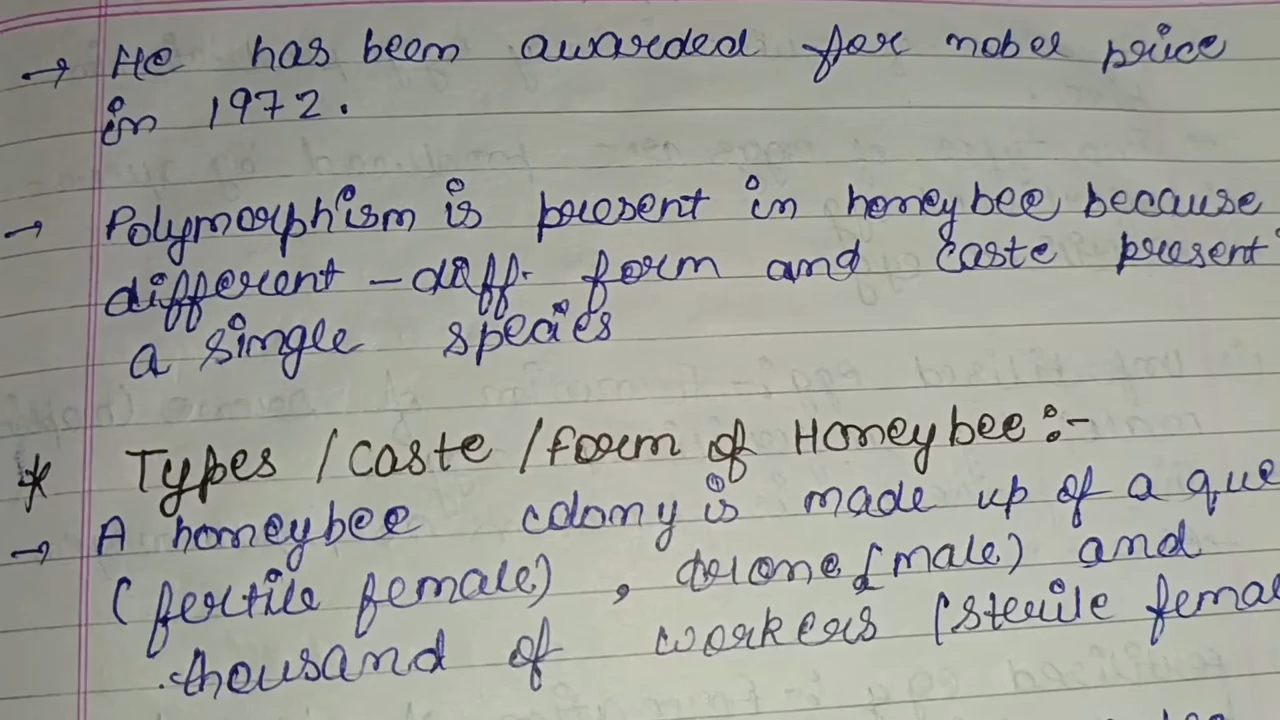 → He has been awarded for nobel price
in 1972.
→ Polymorphism is present in honeybee, because
different - diff. form and caste present
a single species
* Types / caste / form of Honeybee :-
→ A honeybee colony is made up of a que
(fertile female), drone (male) and
thousand of workers (sterile femal